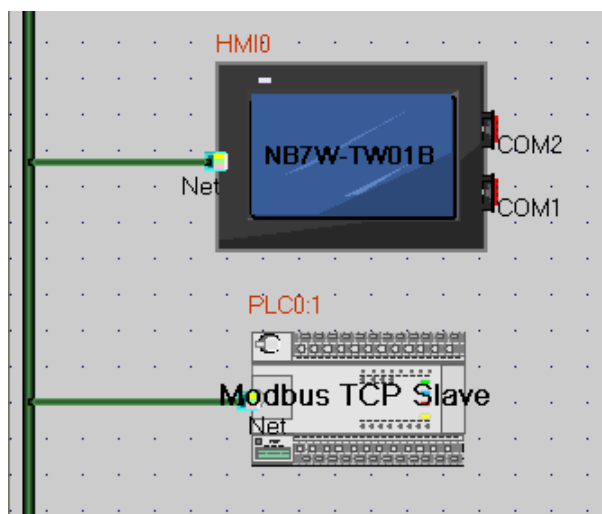 HMI0
NB7W-TW01B
COM2
Net
COM1
PLC0:1
Modbus TCP Slave
Net